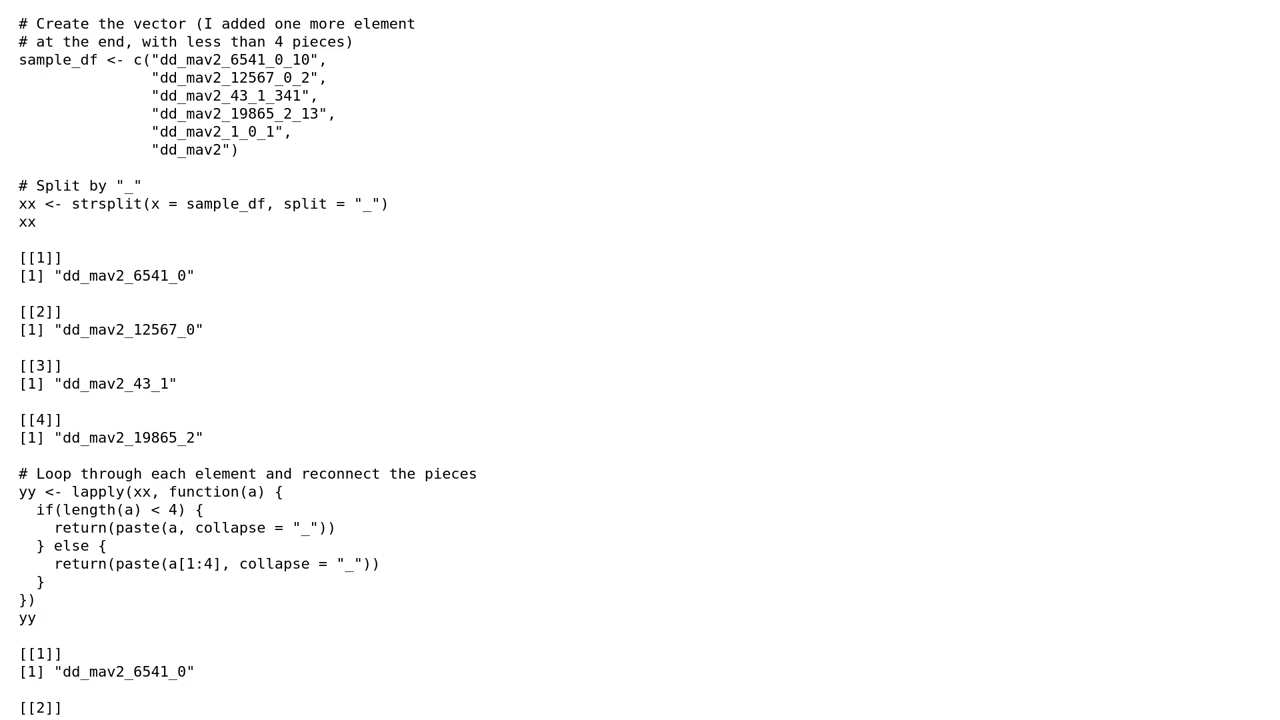 # Create the vector (I added one more element
# at the end, with less than 4 pieces)
sample_df <- c("dd_mav2_6541_0_10",
               "dd_mav2_12567_0_2",
               "dd_mav2_43_1_341",
               "dd_mav2_19865_2_13",
               "dd_mav2_1_0_1",
               "dd_mav2")

# Split by "_"
xx <- strsplit(x = sample_df, split = "_")
xx

[[1]]
[1] "dd_mav2_6541_0"

[[2]]
[1] "dd_mav2_12567_0"

[[3]]
[1] "dd_mav2_43_1"

[[4]]
[1] "dd_mav2_19865_2"

# Loop through each element and reconnect the pieces
yy <- lapply(xx, function(a) {
  if(length(a) < 4) {
    return(paste(a, collapse = "_"))
  } else {
    return(paste(a[1:4], collapse = "_"))
  }
})
yy

[[1]]
[1] "dd_mav2_6541_0"

[[2]]